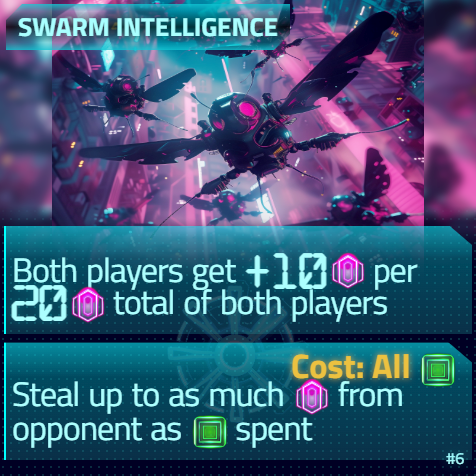 SWARM INTELLIGENCE
Both players get +10 per
20 total of both players
Cost: All
Steal up to as much from
opponent as spent
#6